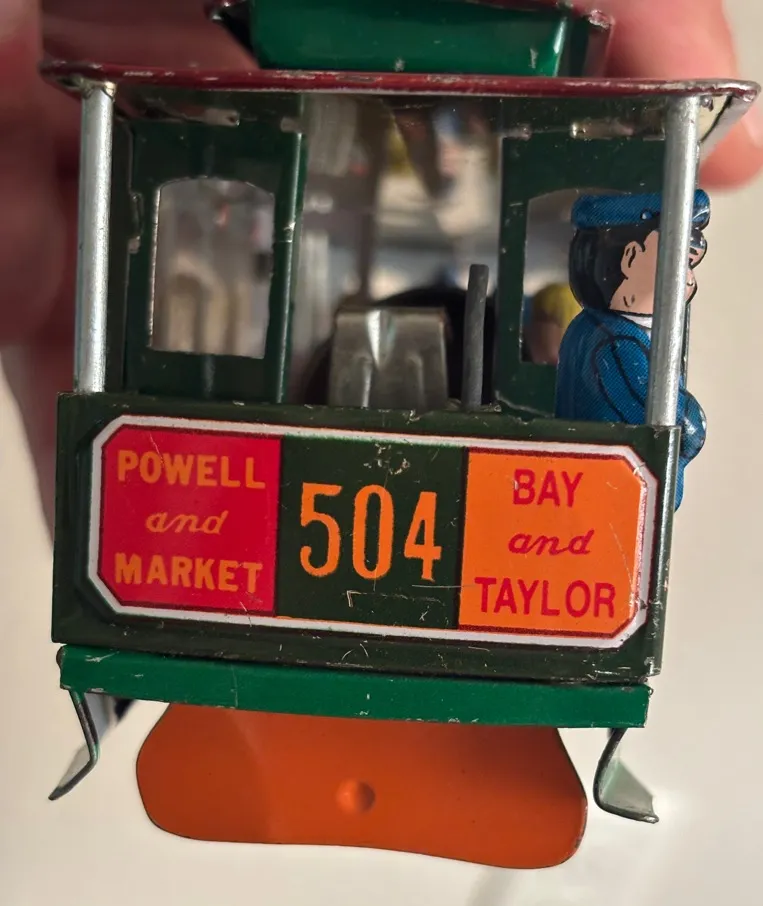 POWELL
and
MARKET
504
BAY
and
TAYLOR